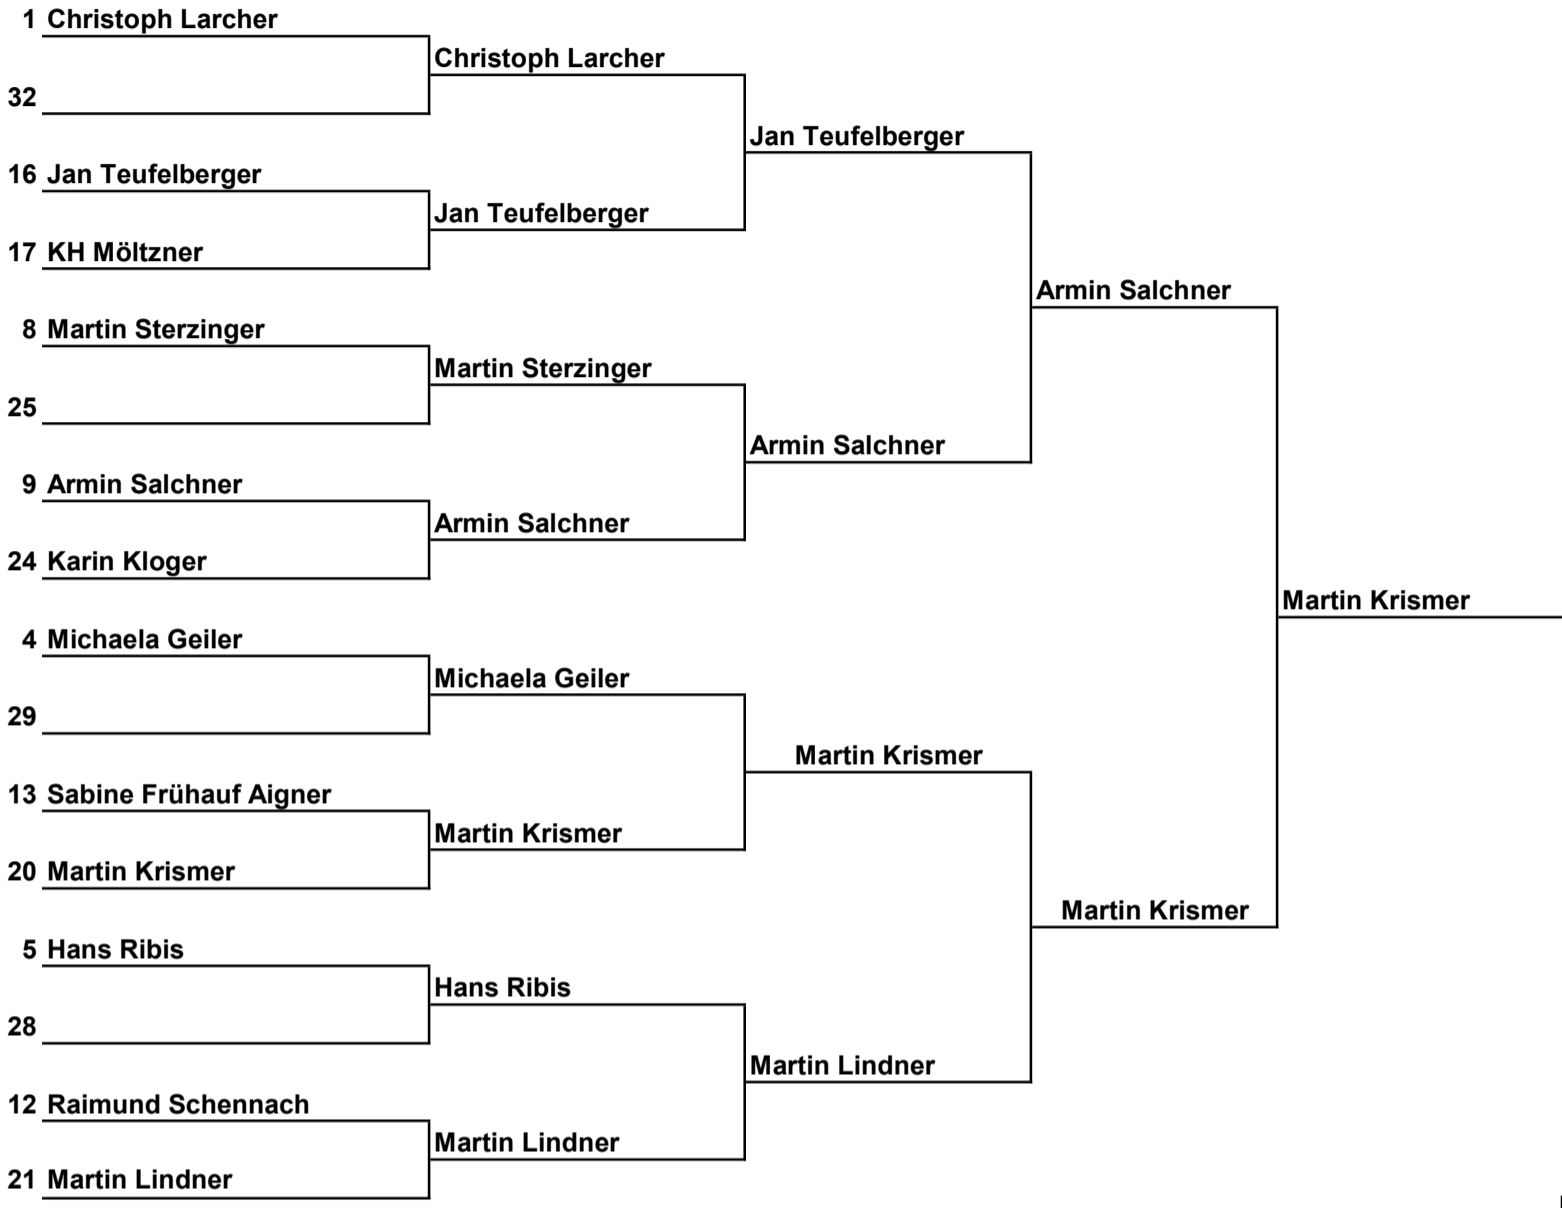 1 Christoph Larcher
Christoph Larcher
32
Jan Teufelberger
16 Jan Teufelberger
Jan Teufelberger
17 KH Möltzner
Armin Salchner
8 Martin Sterzinger
Martin Sterzinger
25
Armin Salchner
9 Armin Salchner
Armin Salchner
24 Karin Kloger
Martin Krismer
4 Michaela Geiler
Michaela Geiler
29
Martin Krismer
13 Sabine Frühauf Aigner
Martin Krismer
20 Martin Krismer
Martin Krismer
5 Hans Ribis
Hans Ribis
28
Martin Lindner
12 Raimund Schennach
Martin Lindner
21 Martin Lindner